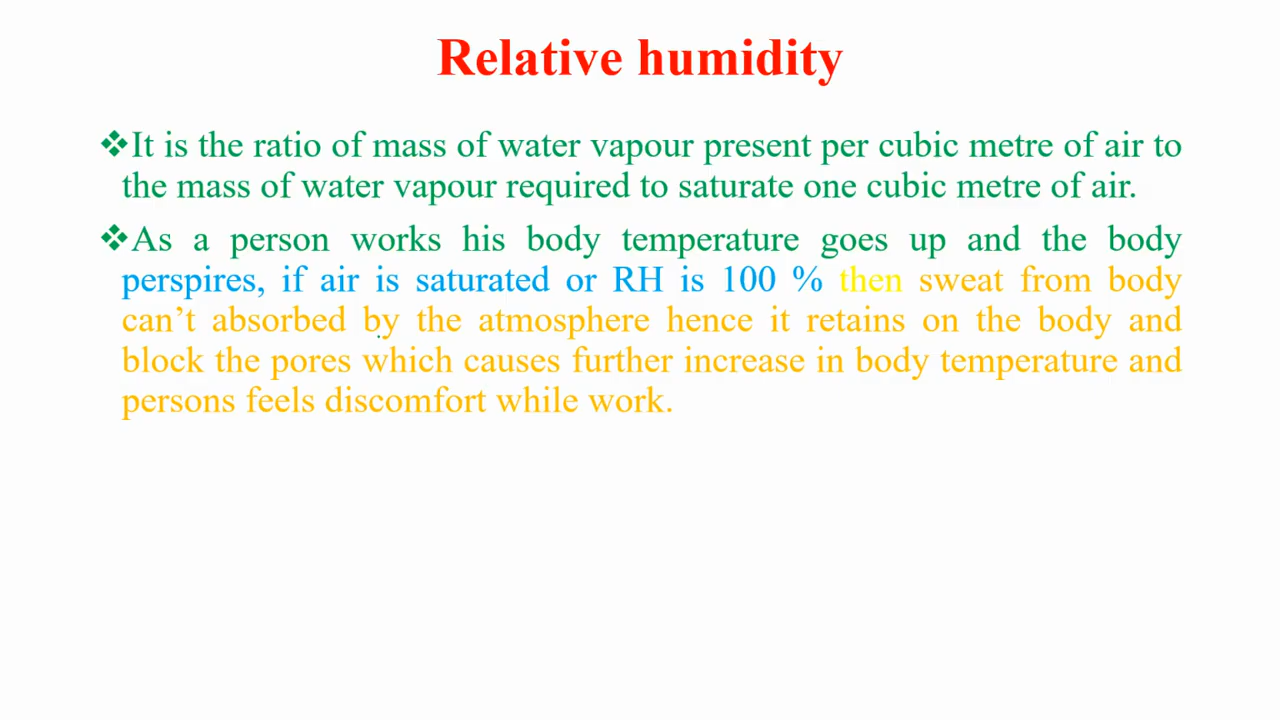 Relative humidity
❖It is the ratio of mass of water vapour present per cubic metre of air to
the mass of water vapour required to saturate one cubic metre of air.
❖As a person works his body temperature goes up and the body
perspires, if air is saturated or RH is 100 % then sweat from body
can’t absorbed by the atmosphere hence it retains on the body and
block the pores which causes further increase in body temperature and
persons feels discomfort while work.